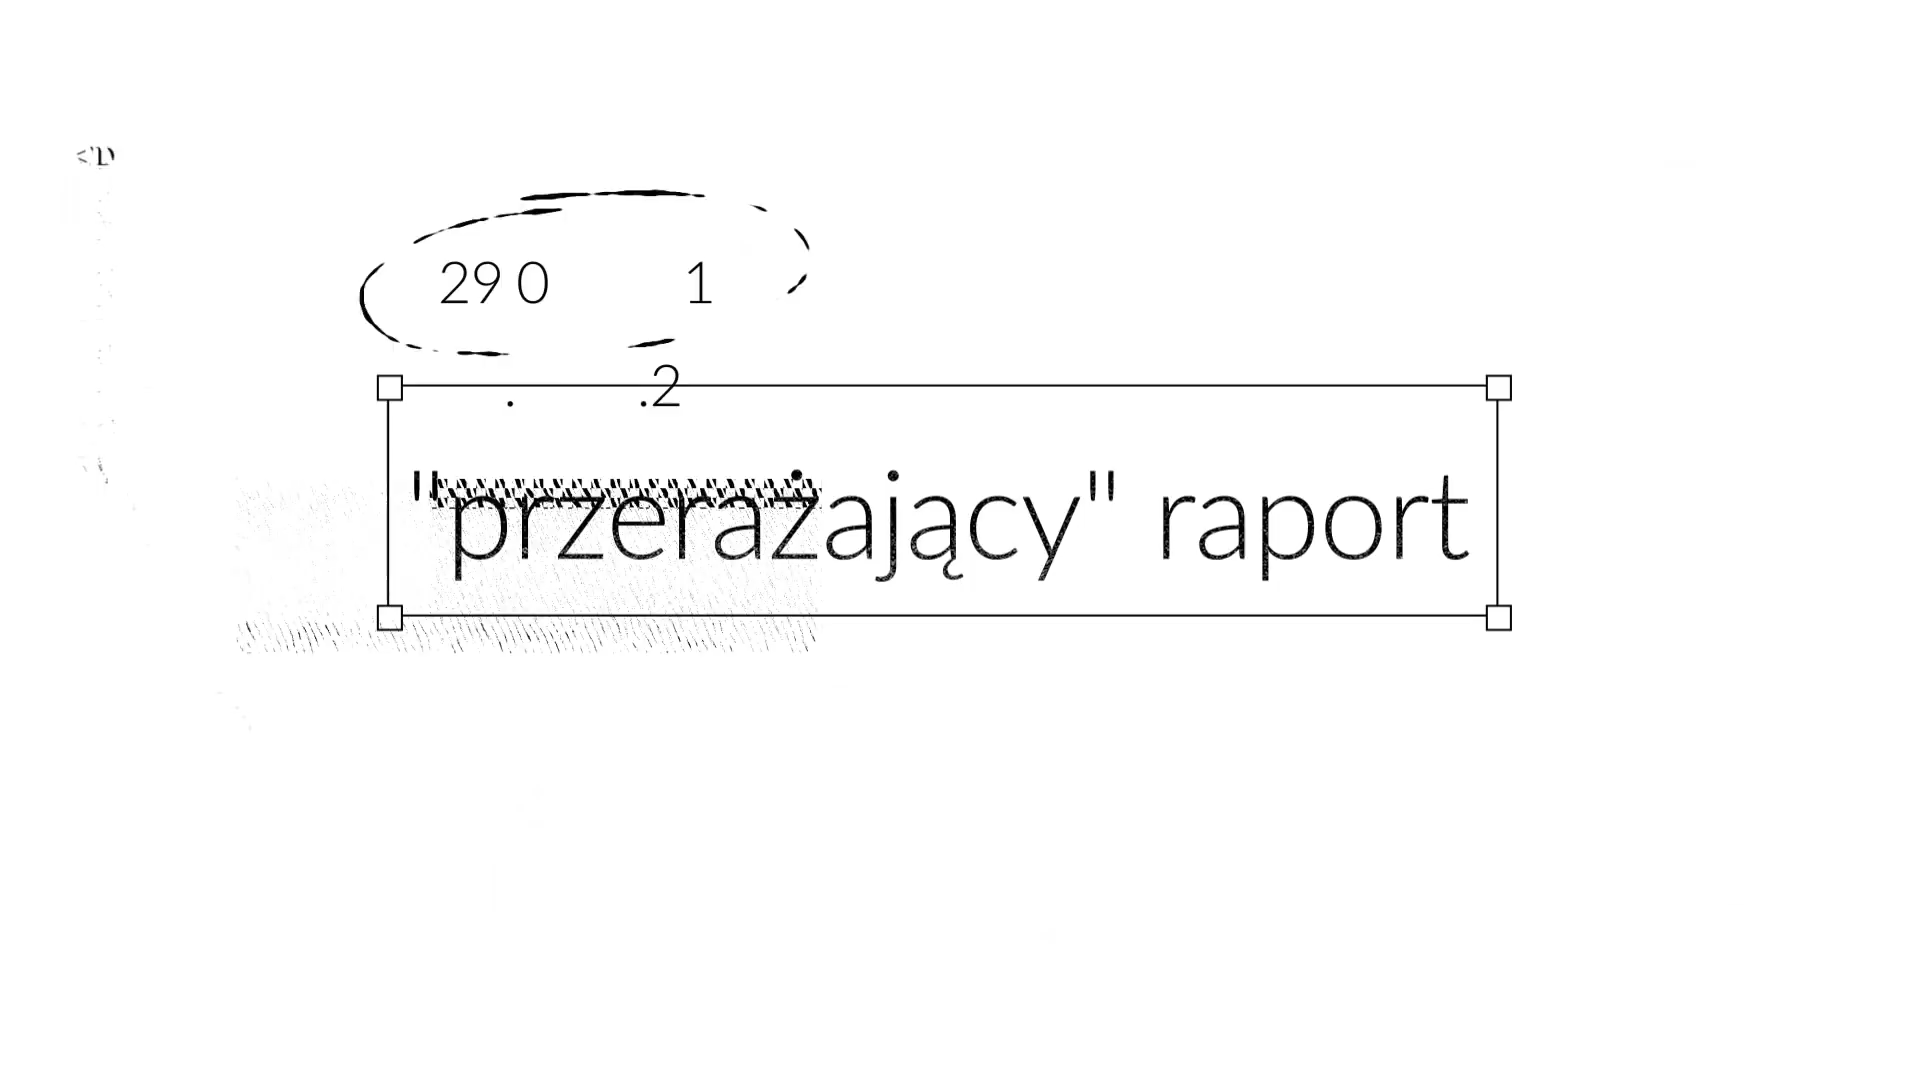 29 0 1
. .2
"przerażający" raport